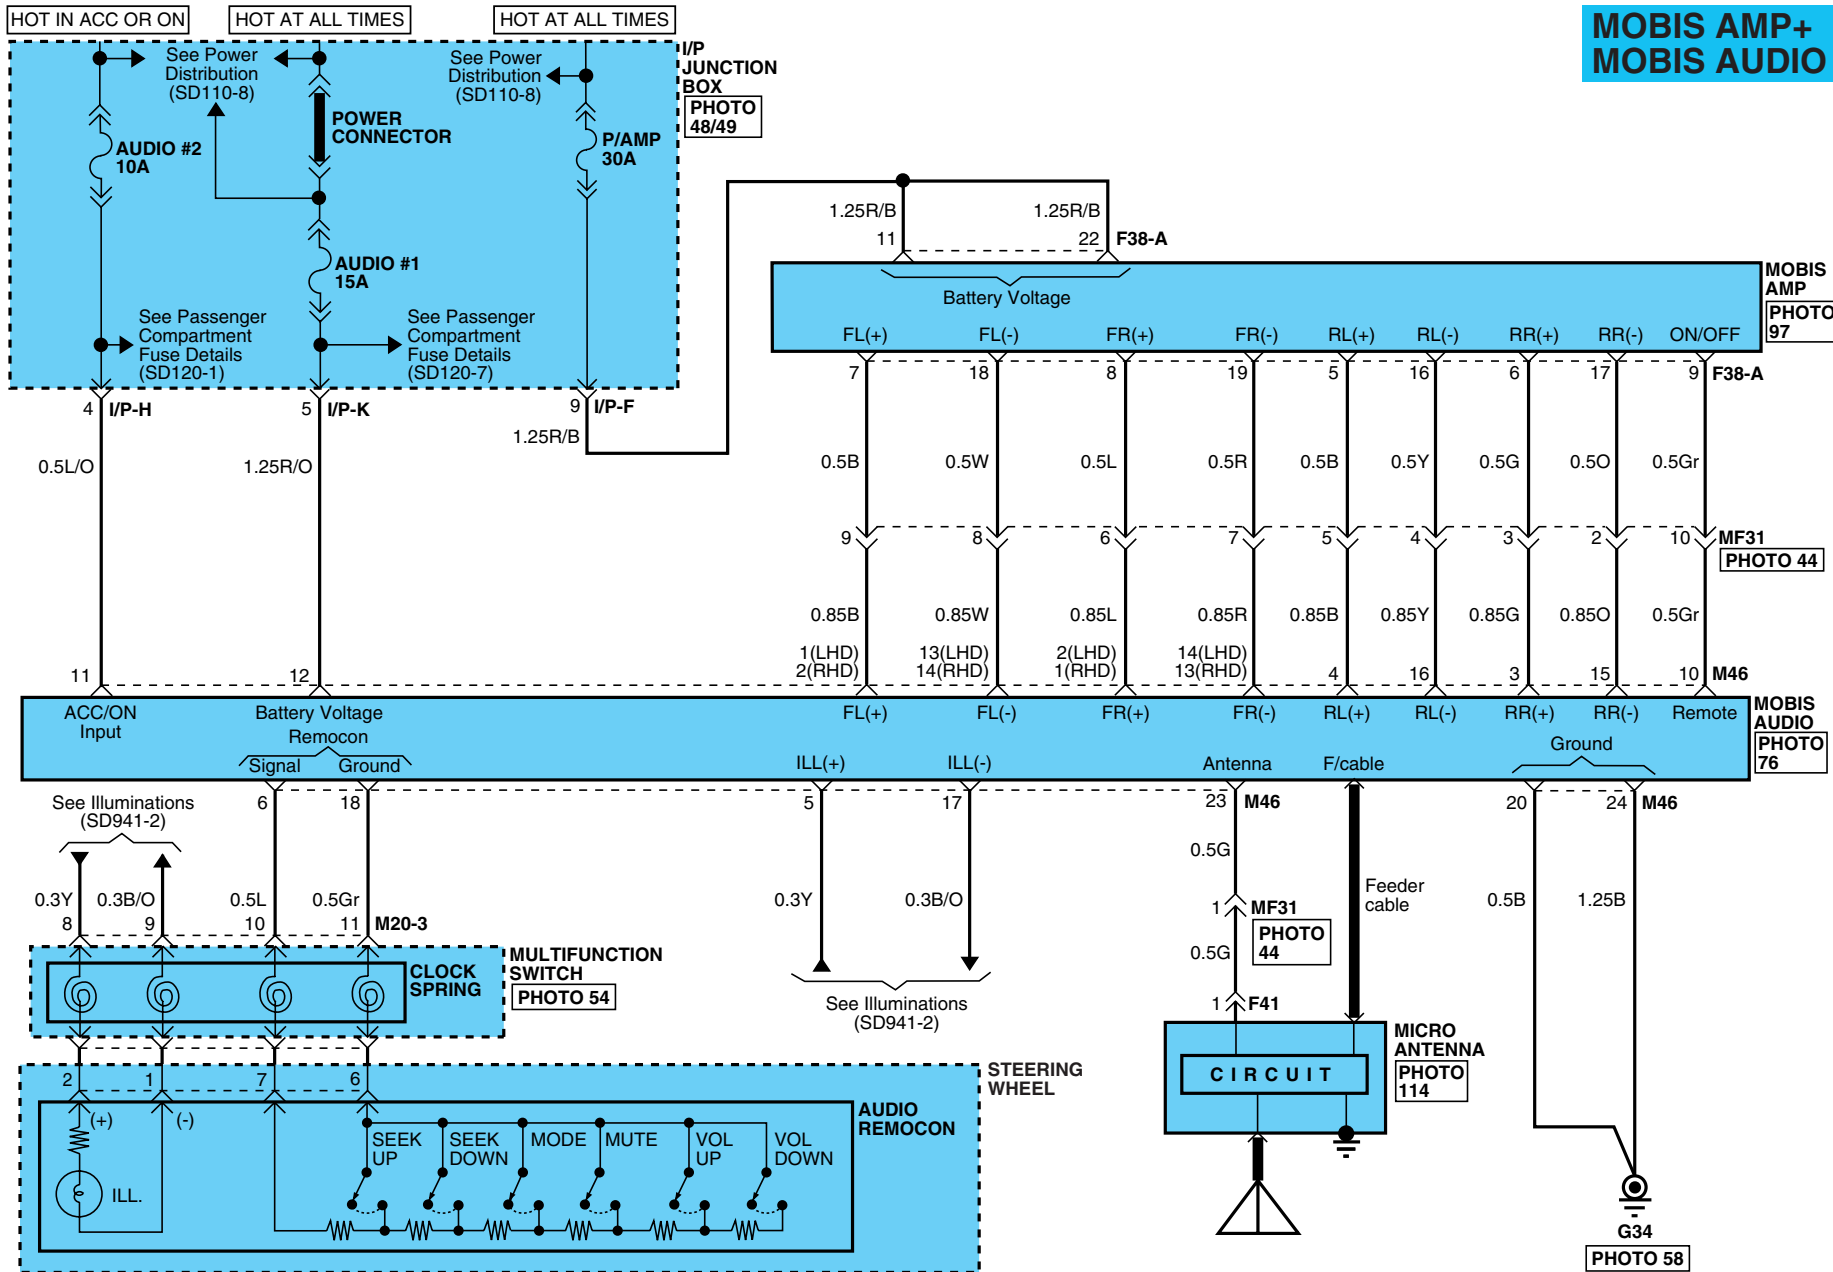 HOT IN ACC OR ON
HOT AT ALL TIMES
HOT AT ALL TIMES
MOBIS AMP+
MOBIS AUDIO
See Power
Distribution
(SD110-8)
See Power
Distribution
(SD110-8)
I/P
JUNCTION
BOX
PHOTO
48/49
POWER
CONNECTOR
AUDIO #2
10A
P/AMP
30A
AUDIO #1
15A
See Passenger
Compartment
Fuse Details
(SD120-1)
See Passenger
Compartment
Fuse Details
(SD120-7)
4 I/P-H
5 I/P-K
9 I/P-F
1.25R/B
0.5L/O
1.25R/O
1.25R/B
1.25R/B
11
22
F38-A
Battery Voltage
MOBIS
AMP
PHOTO
97
FL(+) FL(-) FR(+) FR(-) RL(+) RL(-) RR(+) RR(-) ON/OFF
7 18 8 19 5 16 6 17 9 F38-A
0.5B 0.5W 0.5L 0.5R 0.5B 0.5Y 0.5G 0.5O 0.5Gr
9 8 6 7 5 4 3 2 10 MF31
PHOTO 44
0.85B 0.85W 0.85L 0.85R 0.85B 0.85Y 0.85G 0.85O 0.5Gr
1(LHD) 13(LHD) 2(LHD) 14(LHD)
2(RHD) 14(RHD) 1(RHD) 13(RHD)
11 12 4 16 3 15 10 M46
ACC/ON
Input
Battery Voltage
FL(+) FL(-) FR(+) FR(-) RL(+) RL(-) RR(+) RR(-) Remote
MOBIS
AUDIO
PHOTO
76
Remocon
Signal Ground
ILL(+) ILL(-) Antenna F/cable
Ground
6 18 5 17 23 M46 20 24 M46
See Illuminations
(SD941-2)
0.3Y 0.3B/O 0.5L 0.5Gr
8 9 10 11 M20-3
0.3Y 0.3B/O
See Illuminations
(SD941-2)
0.5G
1 MF31
PHOTO
44
0.5G
1 F41
Feeder
cable
0.5B 1.25B
CLOCK
SPRING
MULTIFUNCTION
SWITCH
PHOTO 54
MICRO
ANTENNA
PHOTO
114
CIRCUIT
STEERING
WHEEL
2 1 7 6
(+) (-)
AUDIO
REMOCON
SEEK
UP
SEEK
DOWN
MODE
MUTE
VOL
UP
VOL
DOWN
ILL.
G34
PHOTO 58